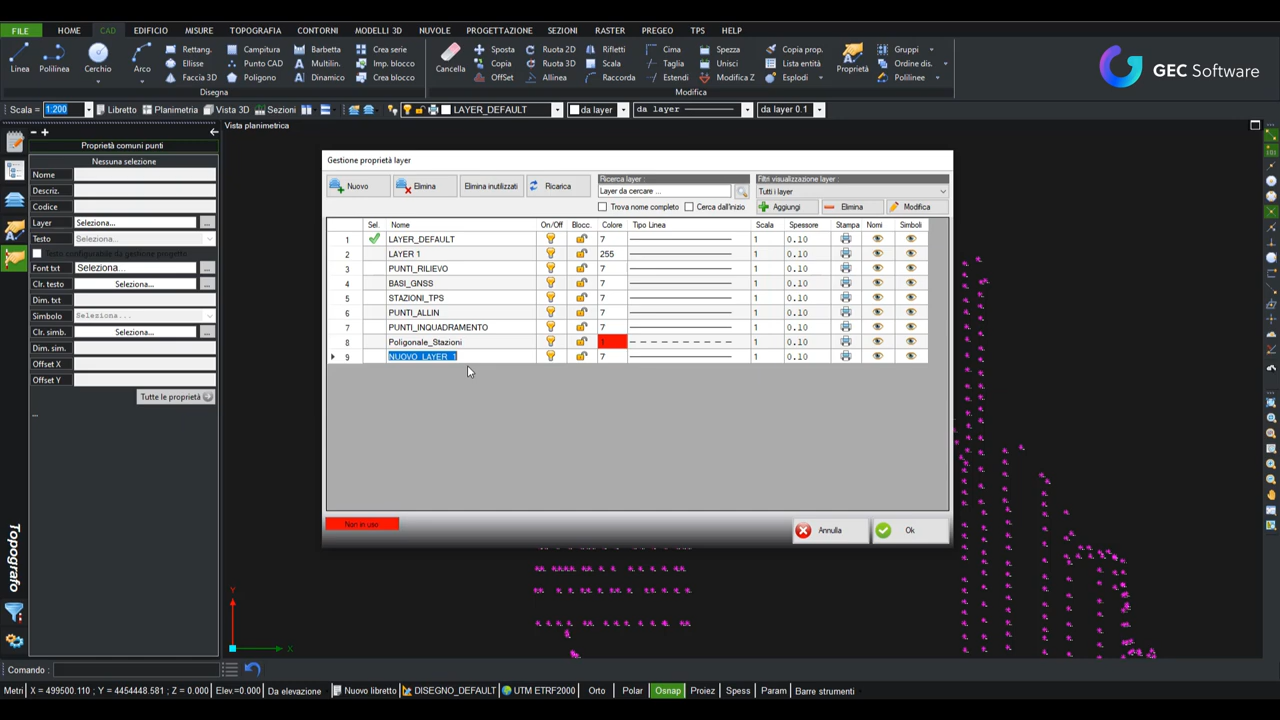 FILE HOME CAD EDIFICIO MISURE TOPOGRAFIA CONTORNI MODELLI 3D NUVOLE PROGETTAZIONE SEZIONI RASTER PREGEO TPS HELP
Rettang. Campitura Barbetta Crea serie Sposta Ruota 2D Rifletti Cima Spezza Copia prop. Gruppi
Linea Polilinea Cerchio Ellisse Punto CAD Arco Multilin. Imp. blocco Cancella Copia Ruota 3D Scala Taglia Unisci Lista entità Proprietà Ordine dis.
Faccia 3D Poligono Dinamico Crea blocco OffSet Allinea Raccorda Estendi Modifica Z Esplodi Polilinee
Disegna Modifica
GEC Software
Scala = 1:200 Libretto Planimetria Vista 3D Sezioni LAYER_DEFAULT da layer da layer da layer 0.1
Vista planimetrica
Proprietà comuni punti
Nessuna selezione
Nome
Descriz.
Codice
Layer Seleziona... ...
Testo Seleziona...
Testo configurabile da gestione progetto
Font txt Seleziona... ...
Clr. testo Seleziona... ...
Dim. txt
Simbolo Seleziona...
Clr. simb. Seleziona... ...
Dim. sim.
Offset X
Offset Y
Tutte le proprietà
...
Topografo
Gestione proprietà layer
Nuovo Elimina Elimina inutilizzati Ricarica
Ricerca layer :
Layer da cercare ...
Trova nome completo Cerca dall'inizio
Filtri visualizzazione layer :
Tutti i layer
Aggiungi Elimina Modifica
Sel. Nome On/Off Blocc. Colore Tipo Linea Scala Spessore Stampa Nomi Simboli
1 LAYER_DEFAULT 7 1 0.10
2 LAYER 1 255 1 0.10
3 PUNTI_RILIEVO 7 1 0.10
4 BASI_GNSS 7 1 0.10
5 STAZIONI_TPS 7 1 0.10
6 PUNTI_ALLIN 7 1 0.10
7 PUNTI_INQUADRAMENTO 7 1 0.10
8 Poligonale_Stazioni 1 1 0.10
9 NUOVO_LAYER_1 7 1 0.10
Non in uso
Annulla Ok
Y
X
Comando :
Metri X = 499500.110 ; Y = 4454448.581 ; Z = 0.000 Elev.=0.000 Da elevazione Nuovo libretto DISEGNO_DEFAULT UTM ETRF2000 Orto Polar Osnap Proiez Spess Param Barre strumenti